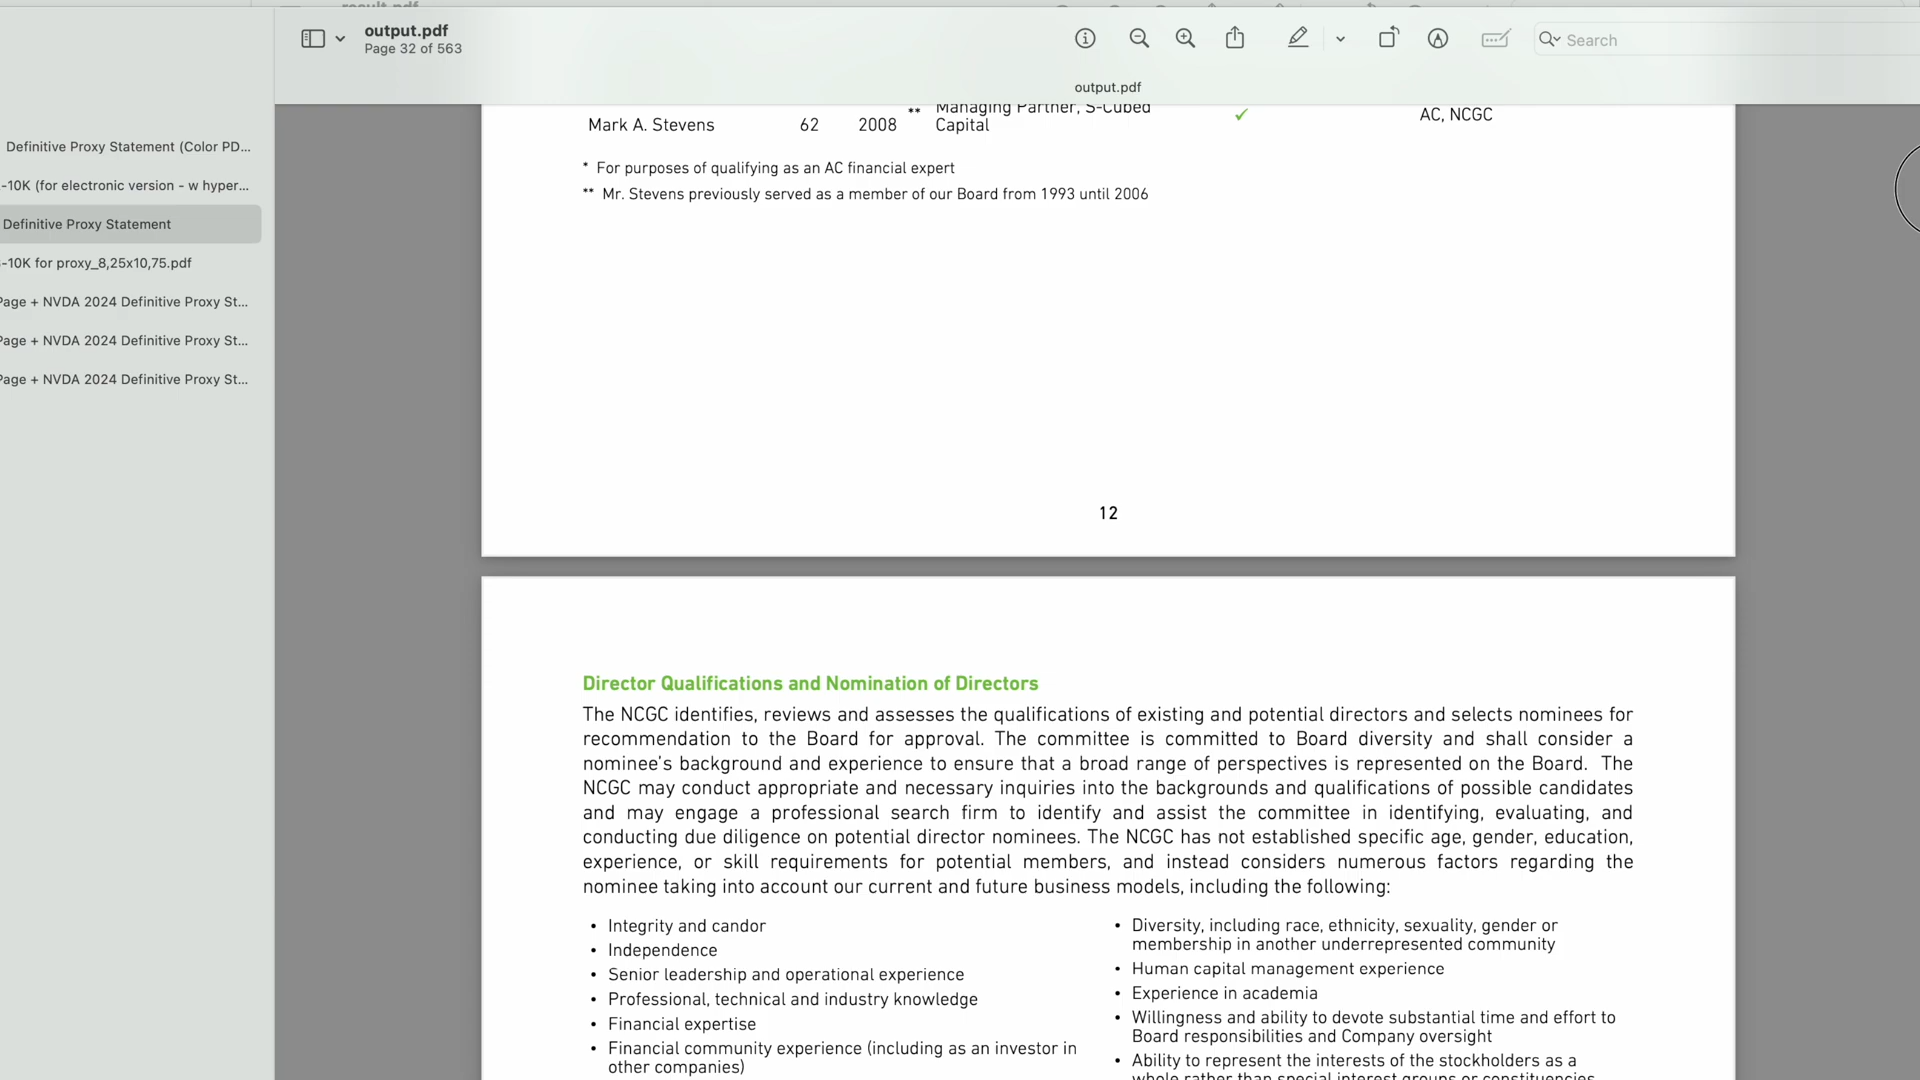 output.pdf
Page 32 of 563
Search
output.pdf
Definitive Proxy Statement (Color PD...
-10K (for electronic version - w hyper...
Definitive Proxy Statement
-10K for proxy_8,25x10,75.pdf
Page + NVDA 2024 Definitive Proxy St...
Page + NVDA 2024 Definitive Proxy St...
Page + NVDA 2024 Definitive Proxy St...
Mark A. Stevens 62 2008 ** Managing Partner, S-Cubed ✓ AC, NCGC
Capital
* For purposes of qualifying as an AC financial expert
** Mr. Stevens previously served as a member of our Board from 1993 until 2006
12
Director Qualifications and Nomination of Directors
The NCGC identifies, reviews and assesses the qualifications of existing and potential directors and selects nominees for
recommendation to the Board for approval. The committee is committed to Board diversity and shall consider a
nominee's background and experience to ensure that a broad range of perspectives is represented on the Board. The
NCGC may conduct appropriate and necessary inquiries into the backgrounds and qualifications of possible candidates
and may engage a professional search firm to identify and assist the committee in identifying, evaluating, and
conducting due diligence on potential director nominees. The NCGC has not established specific age, gender, education,
experience, or skill requirements for potential members, and instead considers numerous factors regarding the
nominee taking into account our current and future business models, including the following:
• Integrity and candor
• Independence
• Senior leadership and operational experience
• Professional, technical and industry knowledge
• Financial expertise
• Financial community experience (including as an investor in
other companies)
• Diversity, including race, ethnicity, sexuality, gender or
membership in another underrepresented community
• Human capital management experience
• Experience in academia
• Willingness and ability to devote substantial time and effort to
Board responsibilities and Company oversight
• Ability to represent the interests of the stockholders as a
whole rather than special interest groups or constituencies